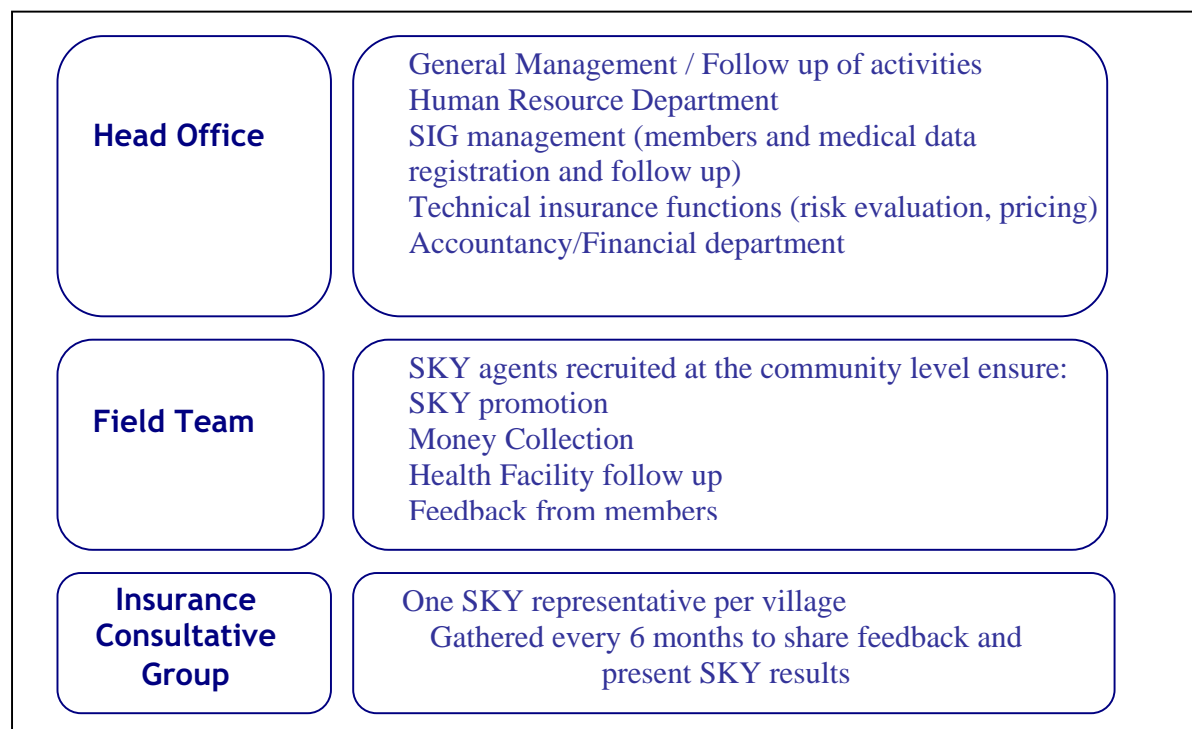 Head Office
General Management / Follow up of activities
Human Resource Department
SIG management (members and medical data
registration and follow up)
Technical insurance functions (risk evaluation, pricing)
Accountancy/Financial department
Field Team
SKY agents recruited at the community level ensure:
SKY promotion
Money Collection
Health Facility follow up
Feedback from members
Insurance
Consultative
Group
One SKY representative per village
Gathered every 6 months to share feedback and
present SKY results